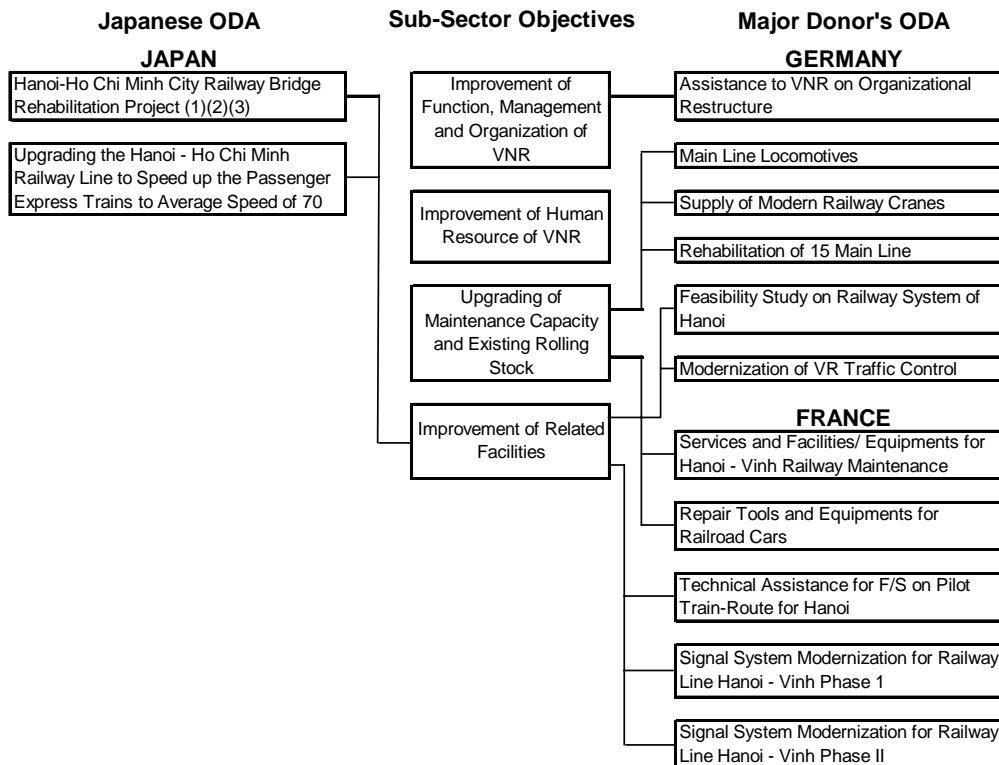 Japanese ODA
JAPAN
Hanoi-Ho Chi Minh City Railway Bridge
Rehabilitation Project (1)(2)(3)
Upgrading the Hanoi - Ho Chi Minh
Railway Line to Speed up the Passenger
Express Trains to Average Speed of 70
Sub-Sector Objectives
Improvement of
Function, Management
and Organization of
VNR
Improvement of Human
Resource of VNR
Upgrading of
Maintenance Capacity
and Existing Rolling
Stock
Improvement of Related
Facilities
Major Donor's ODA
GERMANY
Assistance to VNR on Organizational
Restructure
Main Line Locomotives
Supply of Modern Railway Cranes
Rehabilitation of 15 Main Line
Feasibility Study on Railway System of
Hanoi
Modernization of VR Traffic Control
FRANCE
Services and Facilities/ Equipments for
Hanoi - Vinh Railway Maintenance
Repair Tools and Equipments for
Railroad Cars
Technical Assistance for F/S on Pilot
Train-Route for Hanoi
Signal System Modernization for Railway
Line Hanoi - Vinh Phase 1
Signal System Modernization for Railway
Line Hanoi - Vinh Phase II